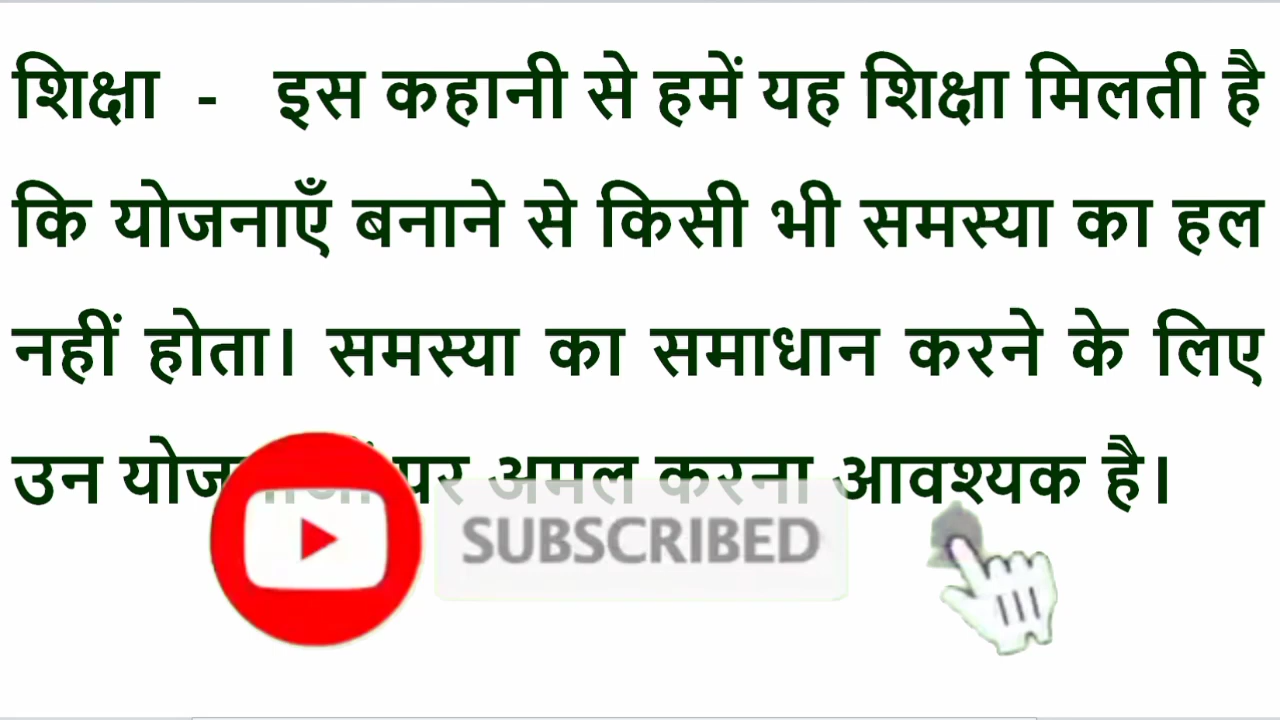 शिक्षा - इस कहानी से हमें यह शिक्षा मिलती है
कि योजनाएँ बनाने से किसी भी समस्या का हल
नहीं होता। समस्या का समाधान करने के लिए
उन योजनाओं पर अमल करना आवश्यक है।
SUBSCRIBED